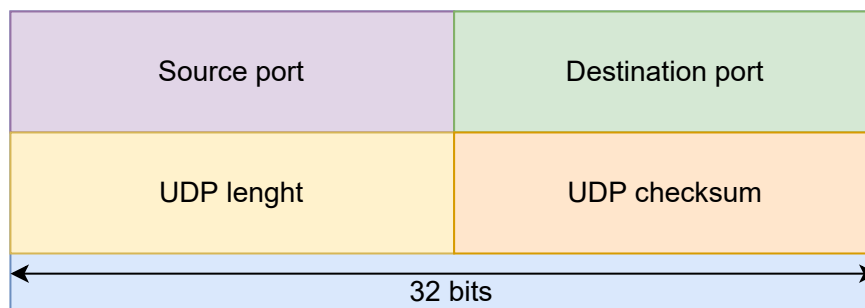 Source port
Destination port
UDP lenght
UDP checksum
32 bits